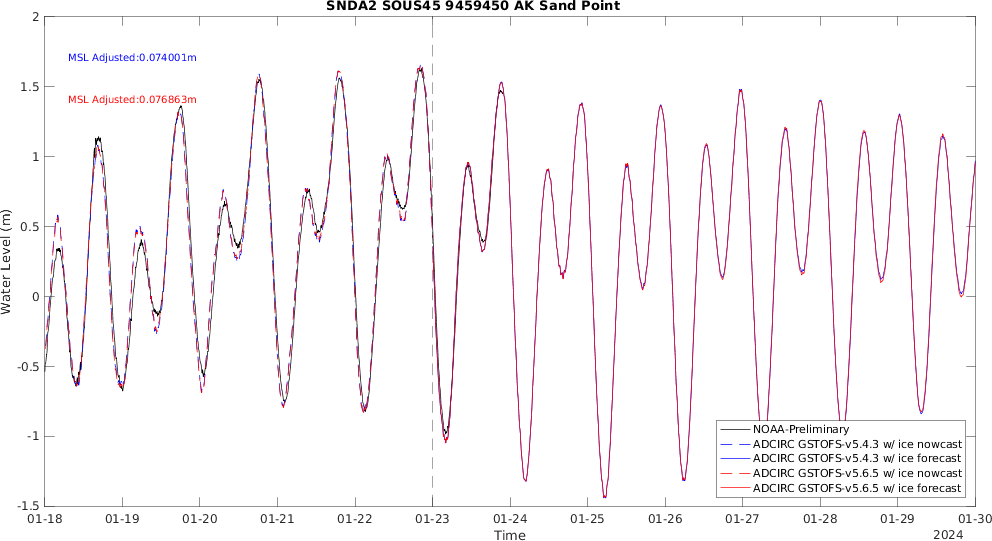 SNDA2 SOUS45 9459450 AK Sand Point
MSL Adjusted:0.074001m
MSL Adjusted:0.076863m
Water Level (m)
2
1.5
1
0.5
0
-0.5
-1
-1.5
NOAA-Preliminary
ADCIRC GSTOFS-v5.4.3 w/ ice nowcast
ADCIRC GSTOFS-v5.4.3 w/ ice forecast
ADCIRC GSTOFS-v5.6.5 w/ ice nowcast
ADCIRC GSTOFS-v5.6.5 w/ ice forecast
01-18 01-19 01-20 01-21 01-22 01-23 01-24 01-25 01-26 01-27 01-28 01-29 01-30
Time
2024